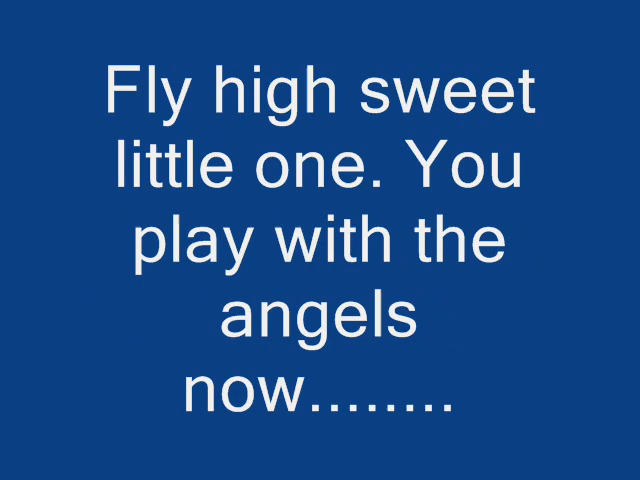 Fly high sweet
little one. You
play with the
angels
now........